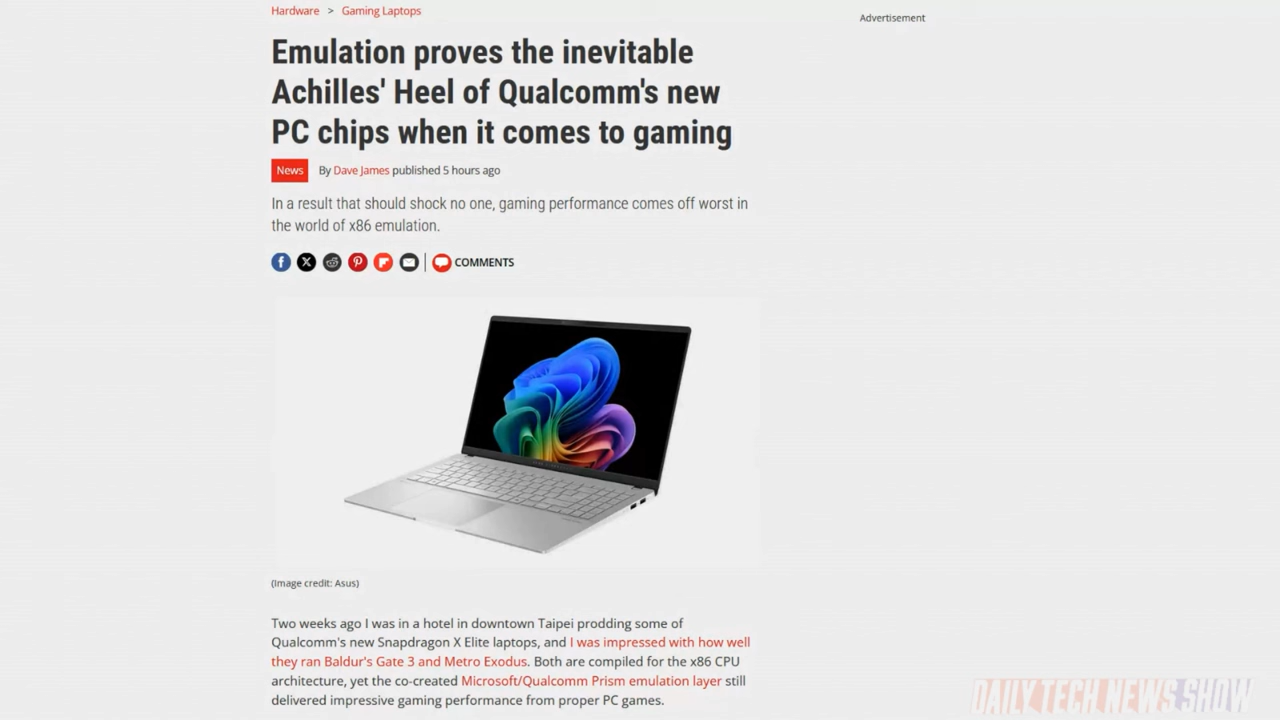 Hardware > Gaming Laptops
Advertisement
Emulation proves the inevitable
Achilles' Heel of Qualcomm's new
PC chips when it comes to gaming
News By Dave James published 5 hours ago
In a result that should shock no one, gaming performance comes off worst in
the world of x86 emulation.
COMMENTS
(Image credit: Asus)
Two weeks ago I was in a hotel in downtown Taipei prodding some of
Qualcomm's new Snapdragon X Elite laptops, and I was impressed with how well
they ran Baldur's Gate 3 and Metro Exodus. Both are compiled for the x86 CPU
architecture, yet the co-created Microsoft/Qualcomm Prism emulation layer still
delivered impressive gaming performance from proper PC games.
DAILY TECH NEWS SHOW